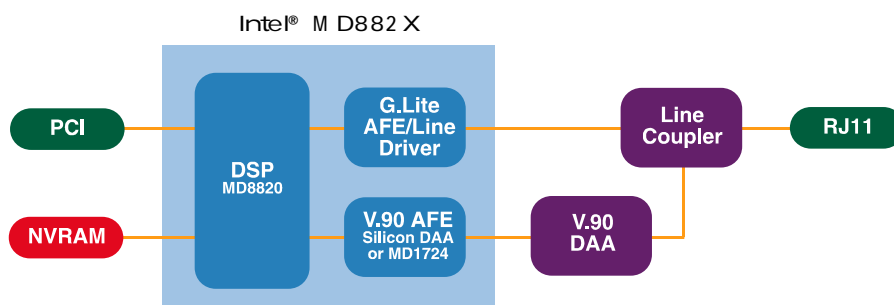 Intel® MD882X
PCI
NVRAM
DSP
MD8820
G.Lite
AFE/Line
Driver
V.90 AFE
Silicon DAA
or MD1724
V.90
DAA
Line
Coupler
RJ11